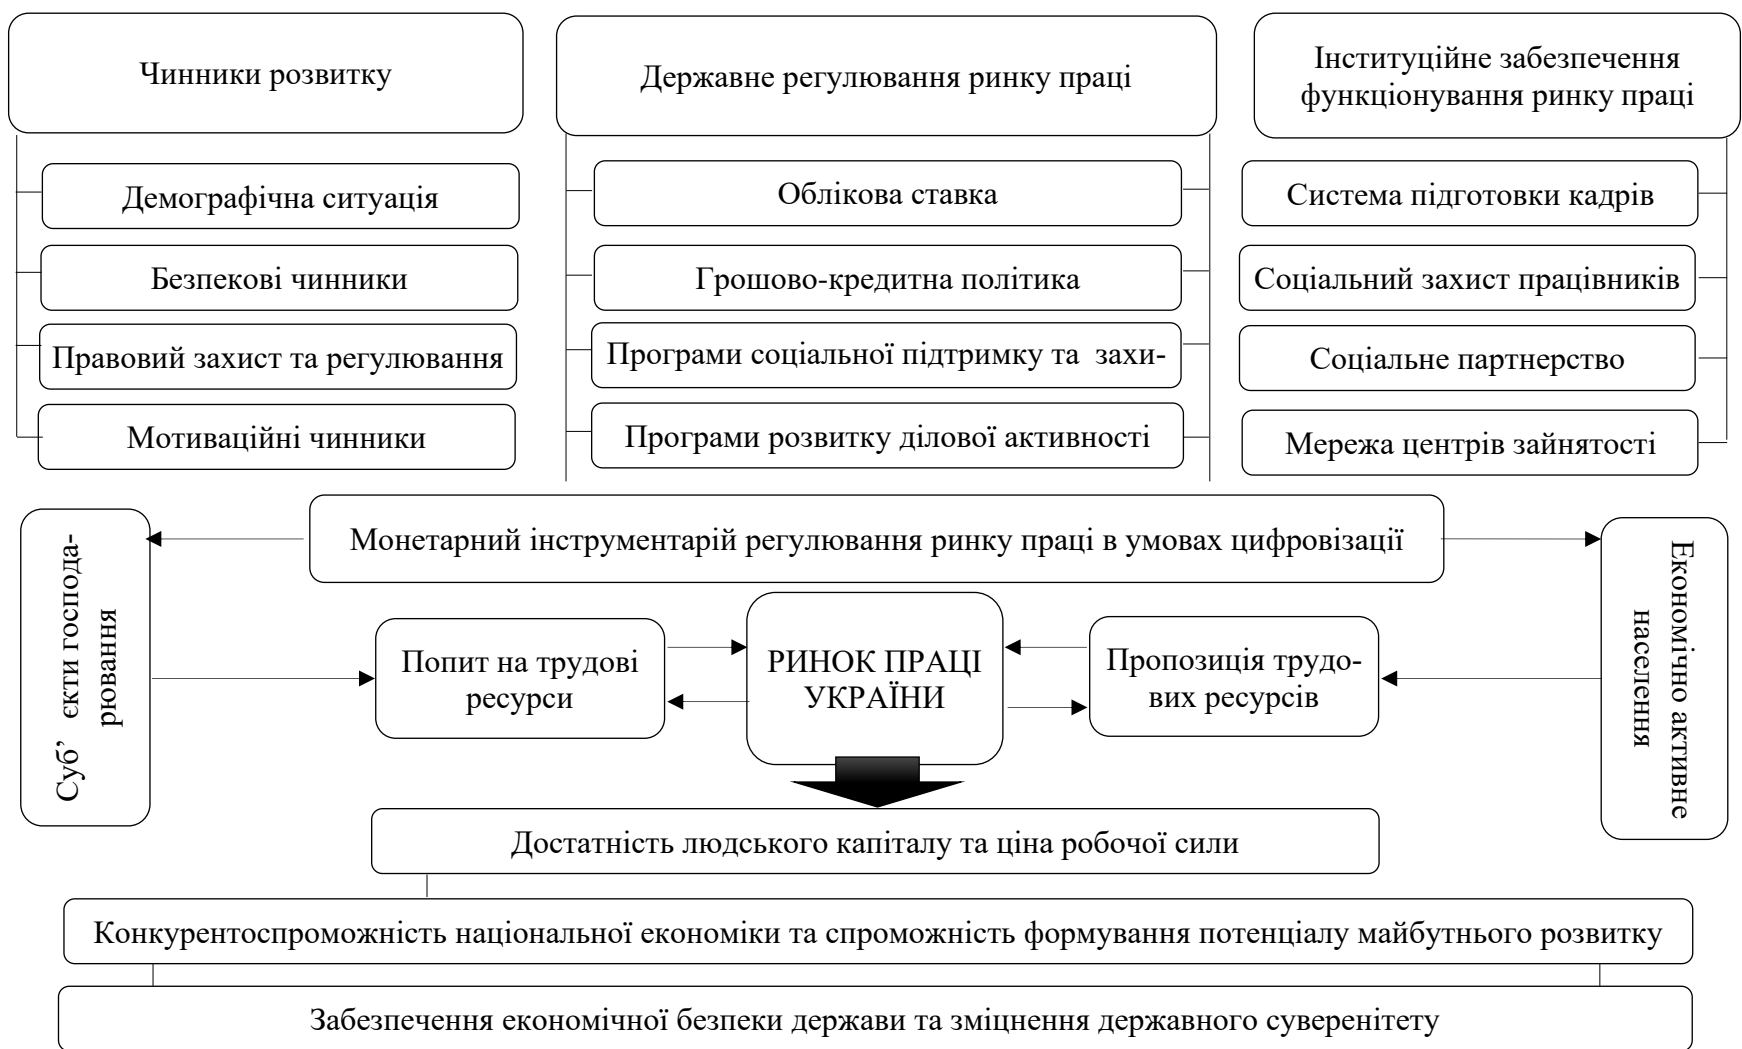 Чинники розвитку
Демографічна ситуація
Безпекові чинники
Правовий захист та регулювання
Мотиваційні чинники
Державне регулювання ринку праці
Облікова ставка
Грошово-кредитна політика
Програми соціальної підтримку та захи-
Програми розвитку ділової активності
Інституційне забезпечення
функціонування ринку праці
Система підготовки кадрів
Соціальний захист працівників
Соціальне партнерство
Мережа центрів зайнятості
Монетарний інструментарій регулювання ринку праці в умовах цифровізації
Суб’ єкти господа-
рювання
Попит на трудові
ресурси
РИНОК ПРАЦІ
УКРАЇНИ
Пропозиція трудо-
вих ресурсів
Економічно активне
населення
Достатність людського капіталу та ціна робочої сили
Конкурентоспроможність національної економіки та спроможність формування потенціалу майбутнього розвитку
Забезпечення економічної безпеки держави та зміцнення державного суверенітету